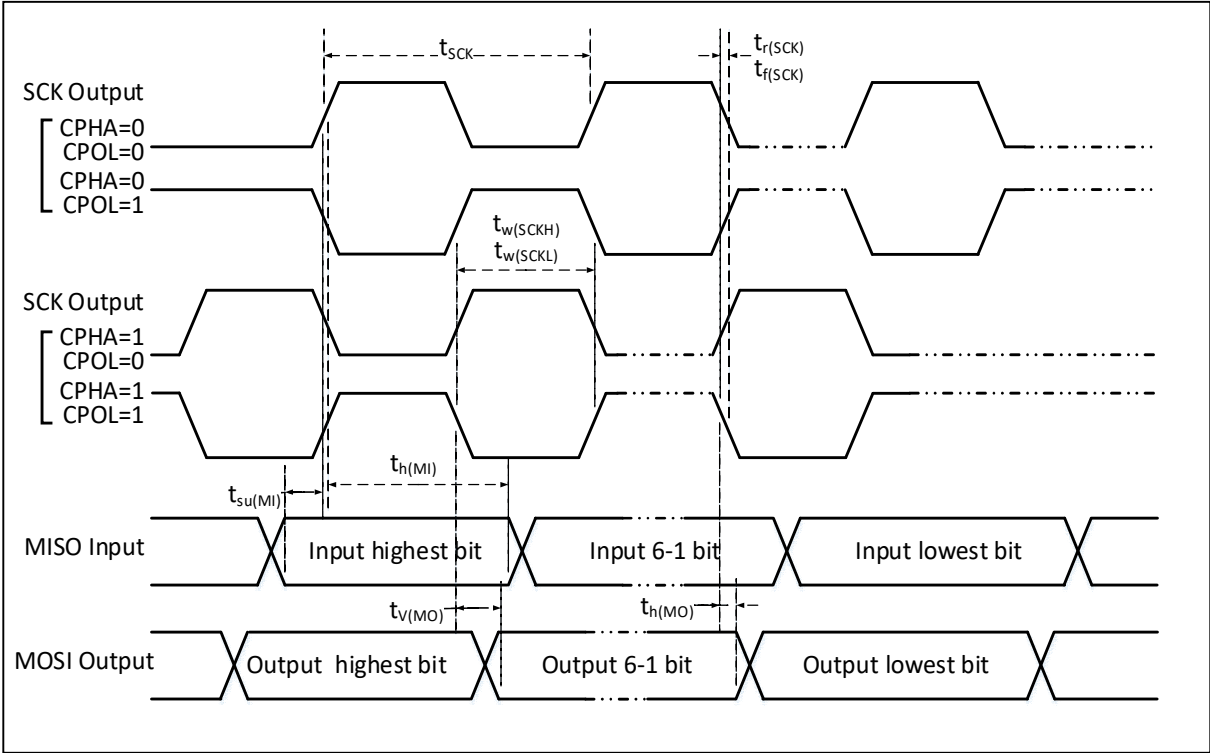 tSCK
tr(SCK)
tf(SCK)
SCK Output
CPHA=0
CPOL=0
CPHA=0
CPOL=1
tw(SCKH)
tw(SCKL)
SCK Output
CPHA=1
CPOL=0
CPHA=1
CPOL=1
th(MI)
tsu(MI)
MISO Input
Input highest bit
Input 6-1 bit
Input lowest bit
tV(MO)
th(MO)
MOSI Output
Output highest bit
Output 6-1 bit
Output lowest bit